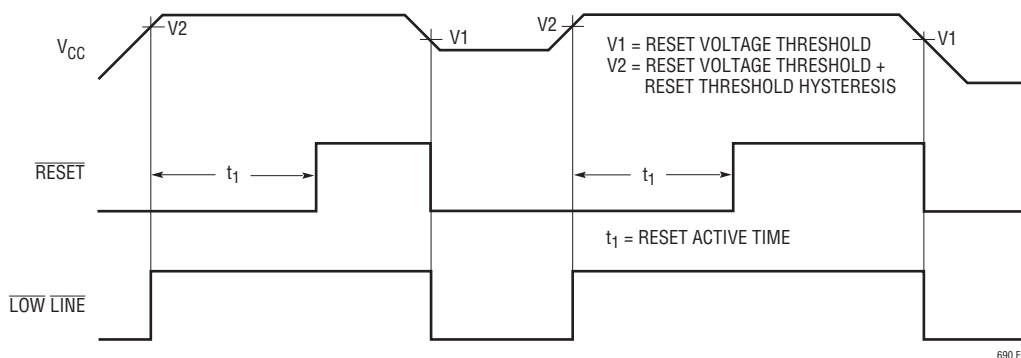 V2
V2
V1
V1
VCC
V1 = RESET VOLTAGE THRESHOLD
V2 = RESET VOLTAGE THRESHOLD +
RESET THRESHOLD HYSTERESIS
RESET
t1
t1
t1 = RESET ACTIVE TIME
LOW LINE
690 F